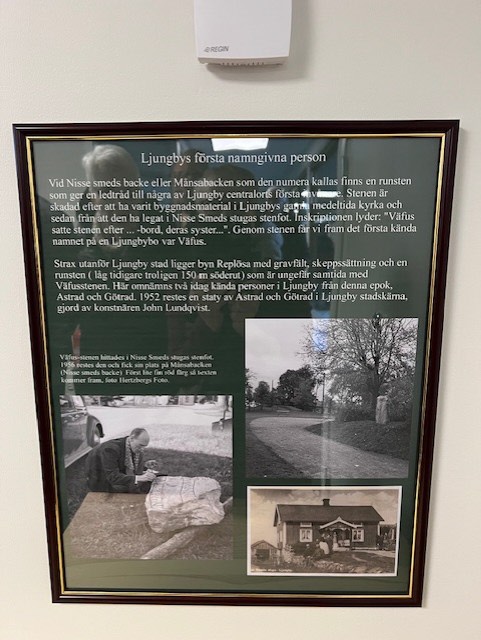 REGIN
Ljungbys första namngivna person
Vid Nisse smeds backe eller Månsabacken som den numera kallas finns en runsten
som ger en ledtråd till några av Ljungby centralorts första invånare. Stenen är
skadad efter att ha varit byggnadsmaterial i Ljungbys gamla medeltida kyrka och
sedan från att den ha legat i Nisse Smeds stugas stenfot. Inskriptionen lyder: "Väfus
satte stenen efter ... -bord, deras syster...". Genom stenen får vi fram det första kända
namnet på en Ljungbybo var Väfus.
Strax utanför Ljungby stad ligger byn Replösa med gravfält, skeppssättning och en
runsten ( låg tidigare troligen 150 m söderut) som är ungefär samtida med
Väfusstenen. Här omnämns två idag kända personer i Ljungby från denna epok,
Astrad och Götrad. 1952 restes en staty av Astrad och Götrad i Ljungby stadskärna,
gjord av konstnären John Lundqvist.
Väfus-stenen hittades i Nisse Smeds stugas stenfot.
1956 restes den och fick sin plats på Månsabacken
(Nisse smeds backe) Först lite fin röd färg så texten
kommer fram, foto Hertzbergs Foto.